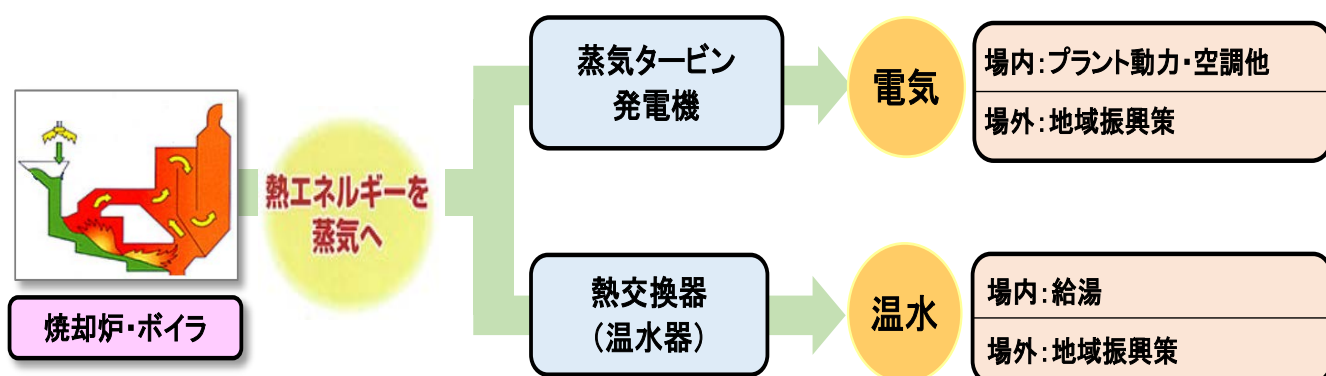 蒸気タービン
発電機
電気
場内：プラント動力・空調他
場外：地域振興策
熱エネルギーを
蒸気へ
焼却炉・ボイラ
熱交換器
（温水器）
温水
場内：給湯
場外：地域振興策